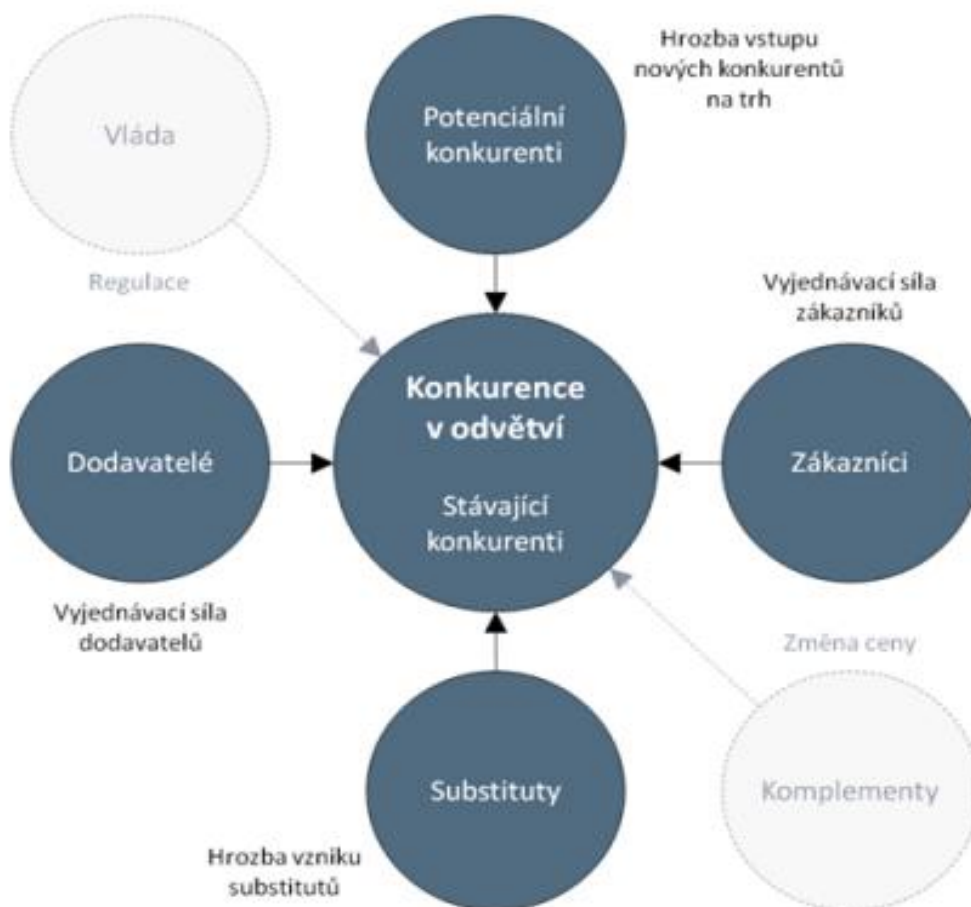 Hrozba vstupu
nových konkurentů
na trh
Vláda
Potenciální
konkurenti
Regulace
Vyjednávací síla
zákazníků
Konkurence
v odvětví
Stávající
konkurenti
Dodavatelé
Zákazníci
Vyjednávací síla
dodavatelů
Změna ceny
Substituty
Komplementy
Hrozba vzniku
substitutů